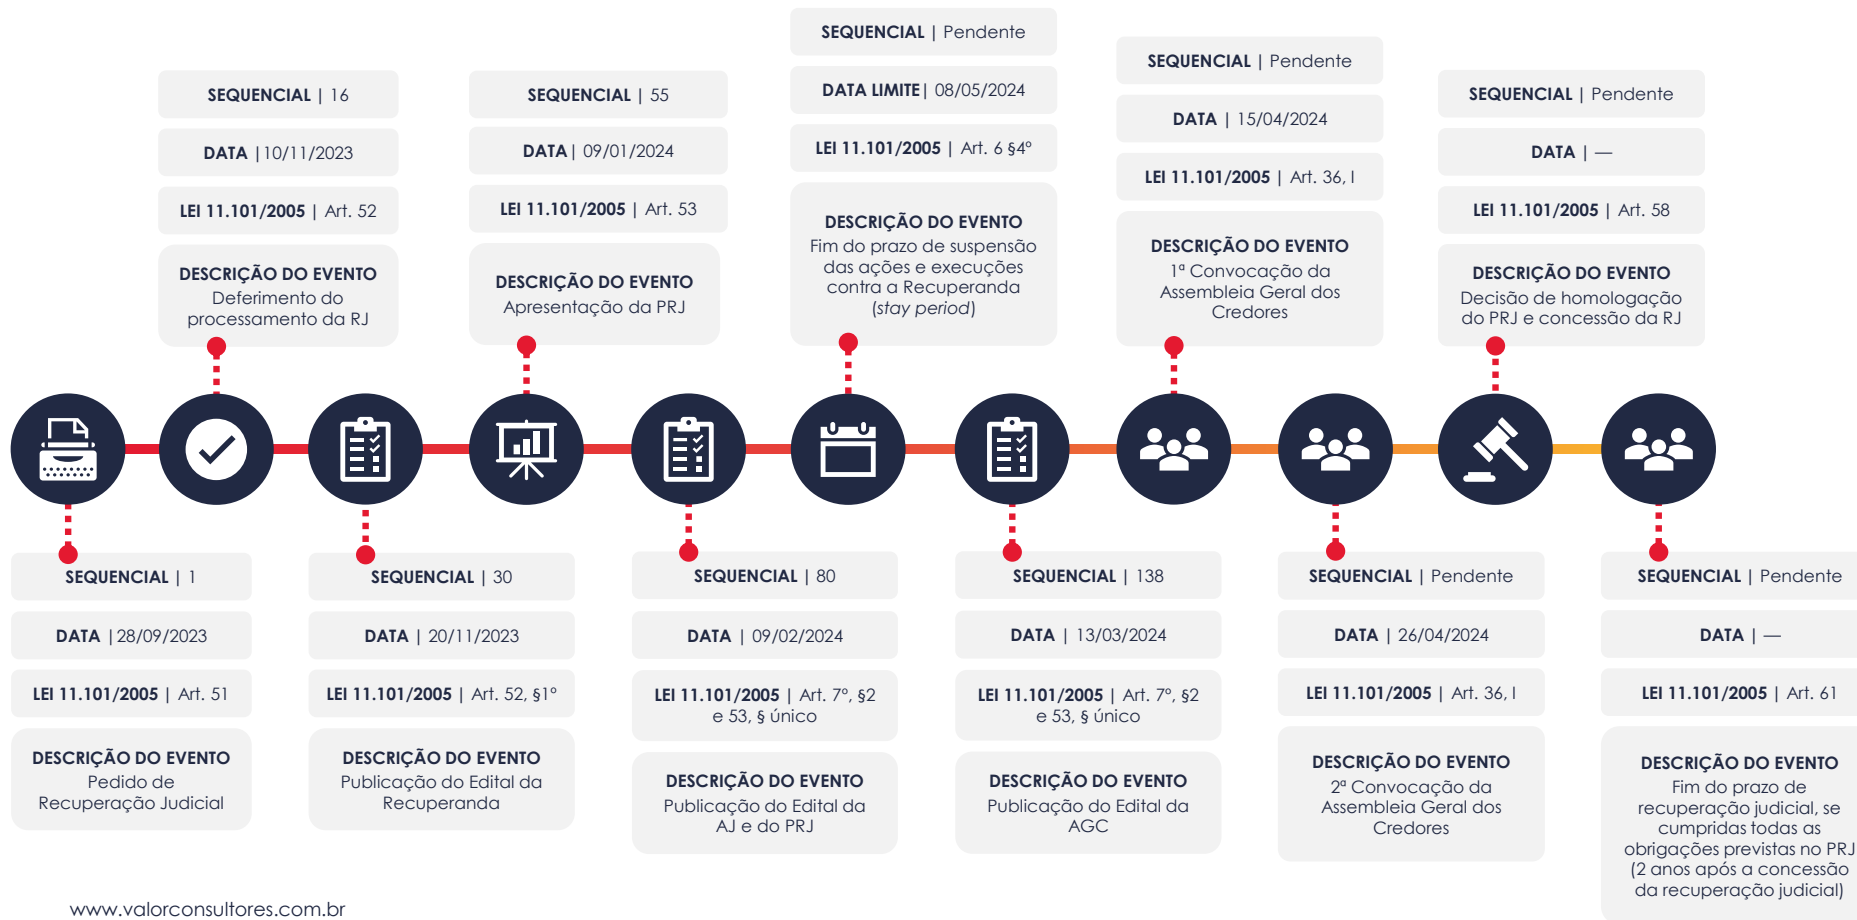 SEQUENCIAL | 16
DATA |10/11/2023
LEI 11.101/2005 | Art. 52
DESCRIÇÃO DO EVENTO
Deferimento do
processamento da RJ
SEQUENCIAL | 55
DATA| 09/01/2024
LEI 11.101/2005 | Art. 53
DESCRIÇÃO DO EVENTO
Apresentação da PRJ
SEQUENCIAL | Pendente
DATA LIMITE| 08/05/2024
LEI 11.101/2005 | Art. 6 §4º
DESCRIÇÃO DO EVENTO
Fim do prazo de suspensão
das ações e execuções
contra a Recuperanda
(stay period)
SEQUENCIAL | Pendente
DATA | 15/04/2024
LEI 11.101/2005 | Art. 36, I
DESCRIÇÃO DO EVENTO
1ª Convocação da
Assembleia Geral dos
Credores
SEQUENCIAL | Pendente
DATA | —
LEI 11.101/2005 | Art. 58
DESCRIÇÃO DO EVENTO
Decisão de homologação
do PRJ e concessão da RJ
SEQUENCIAL | 1
DATA |28/09/2023
LEI 11.101/2005 | Art. 51
DESCRIÇÃO DO EVENTO
Pedido de
Recuperação Judicial
SEQUENCIAL | 30
DATA | 20/11/2023
LEI 11.101/2005 | Art. 52, §1º
DESCRIÇÃO DO EVENTO
Publicação do Edital da
Recuperanda
SEQUENCIAL | 80
DATA | 09/02/2024
LEI 11.101/2005 | Art. 7º, §2
e 53, § único
DESCRIÇÃO DO EVENTO
Publicação do Edital da
AJ e do PRJ
SEQUENCIAL | 138
DATA | 13/03/2024
LEI 11.101/2005 | Art. 7º, §2
e 53, § único
DESCRIÇÃO DO EVENTO
Publicação do Edital da
AGC
SEQUENCIAL | Pendente
DATA | 26/04/2024
LEI 11.101/2005 | Art. 36, I
DESCRIÇÃO DO EVENTO
2ª Convocação da
Assembleia Geral dos
Credores
SEQUENCIAL | Pendente
DATA | —
LEI 11.101/2005 | Art. 61
DESCRIÇÃO DO EVENTO
Fim do prazo de
recuperação judicial, se
cumpridas todas as
obrigações previstas no PRJ
(2 anos após a concessão
da recuperação judicial)
www.valorconsultores.com.br